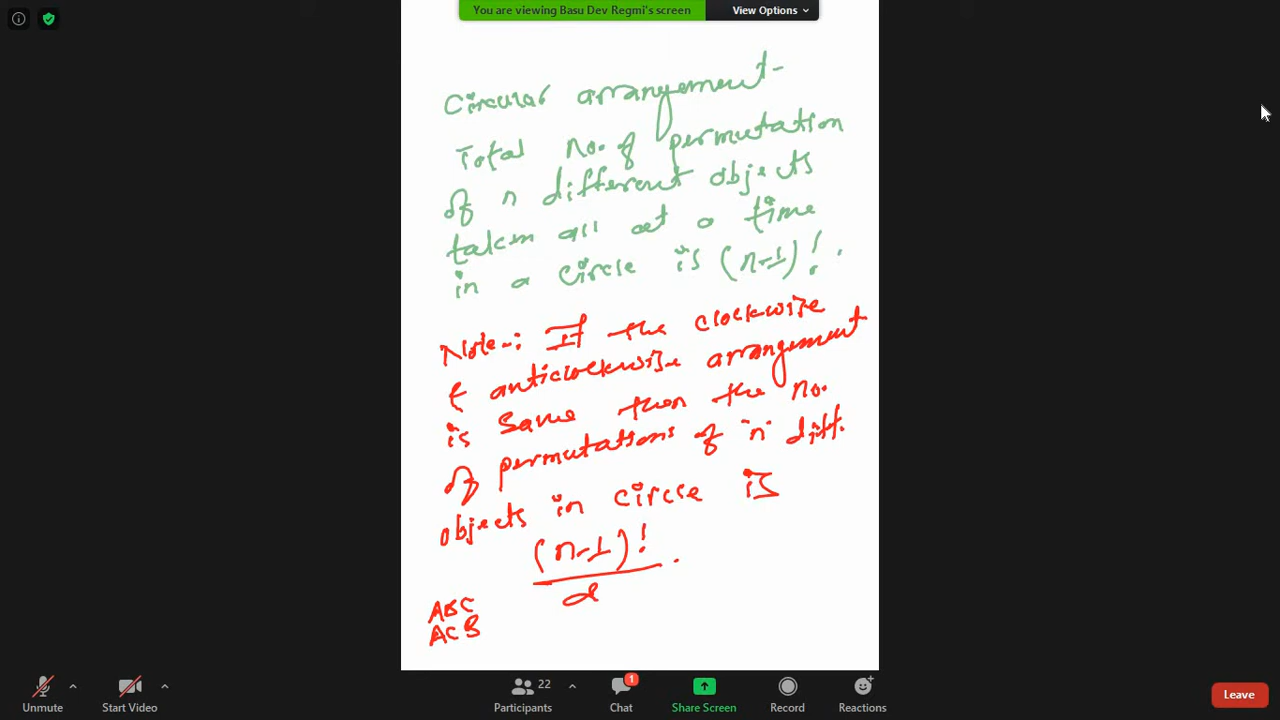 You are viewing Basu Dev Regmi's screen
View Options
Circular arrangement-
Total No. of permutation
of n different objects
taken all at a time
in a circle is (n-1)!.
Note-: If the clockwise
& anticlockwise arrangement
is same then the no.
of permutations of "n" diff.
objects in circle is
(n-1)!
2
ABC
ACB
Unmute
Start Video
22
Participants
1
Chat
Share Screen
Record
Reactions
Leave